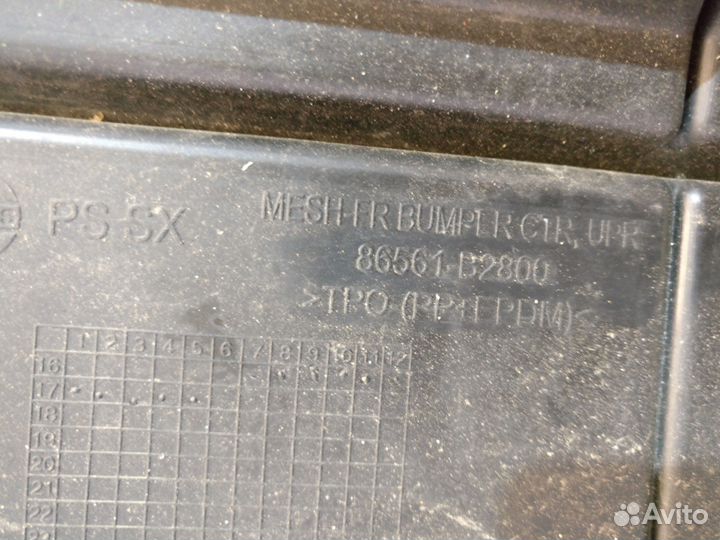 PS SX
MESH-FR BUMPER CTR, UPR
86561-B2800
>TPO-(PP+EPDM)<
1 2 3 4 5 6 7 8 9 10 11 12
16
17
18
19
20
21
22
Avito